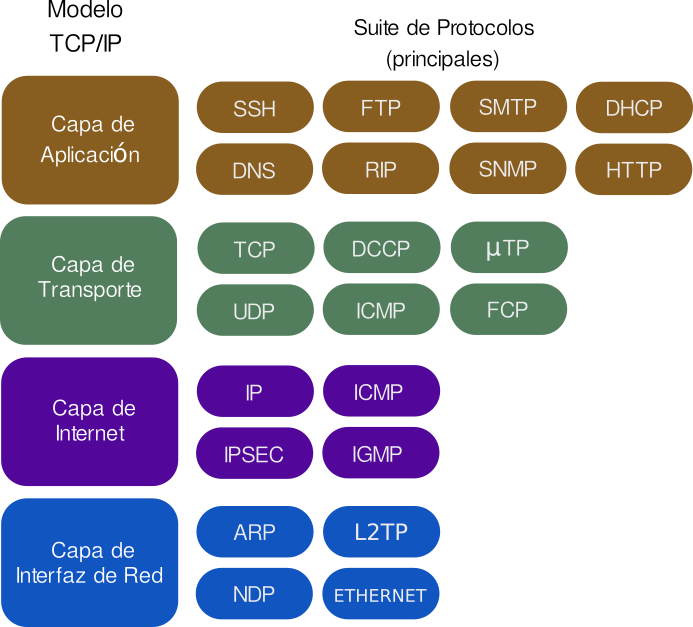 Modelo
TCP/IP
Suite de Protocolos
(principales)
Capa de
Aplicación
SSH FTP SMTP DHCP
DNS RIP SNMP HTTP
Capa de
Transporte
TCP DCCP µTP
UDP ICMP FCP
Capa de
Internet
IP ICMP
IPSEC IGMP
Capa de
Interfaz de Red
ARP L2TP
NDP ETHERNET